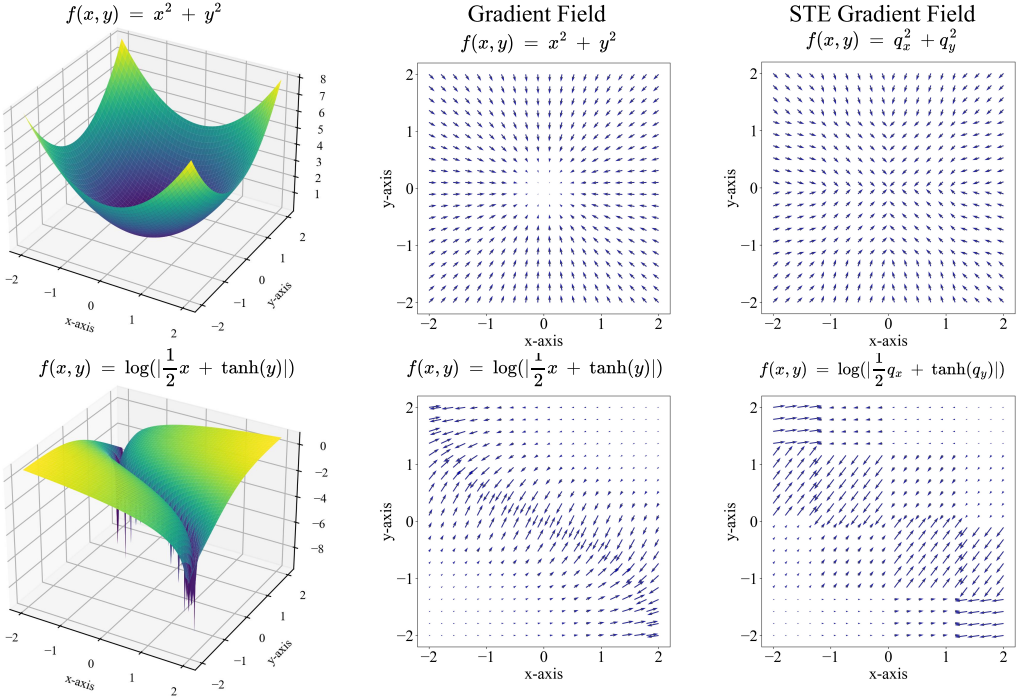 f(x, y) = x² + y²
8
7
6
5
4
3
2
1
−2
−1
0
1
2
x-axis
−2
−1
0
1
2
y-axis
Gradient Field
f(x, y) = x² + y²
2
1
0
−1
−2
y-axis
−2 −1 0 1 2
x-axis
STE Gradient Field
f(x, y) = q_x² + q_y²
2
1
0
−1
−2
y-axis
−2 −1 0 1 2
x-axis
f(x, y) = log(|½x + tanh(y)|)
0
−2
−4
−6
−8
−2
−1
0
1
2
x-axis
−2
−1
0
1
2
y-axis
f(x, y) = log(|½x + tanh(y)|)
2
1
0
−1
−2
y-axis
−2 −1 0 1 2
x-axis
f(x, y) = log(|½q_x + tanh(q_y)|)
2
1
0
−1
−2
y-axis
−2 −1 0 1 2
x-axis